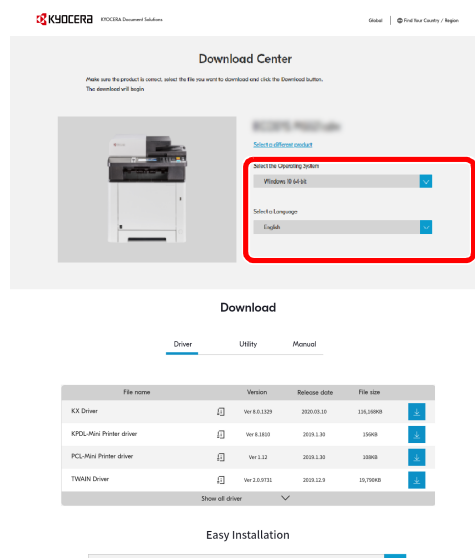 KYOCERA KYOCERA Document Solutions Global Find Your Country / Region
Download Center
Make sure the product is correct, select the file you want to download and click the Download button.
The download will begin
Select a different product
Select the Operating System
Windows 10 64-bit
Select a Language
English
Download
Driver Utility Manual
File name Version Release date File size
KX Driver Ver 8.0.1329 2020.03.10 116,168KB
KPDL-Mini Printer driver Ver 8.1810 2019.1.30 156KB
PCL-Mini Printer driver Ver 1.12 2019.1.30 108KB
TWAIN Driver Ver 2.0.9731 2019.12.9 19,790KB
Show all driver
Easy Installation